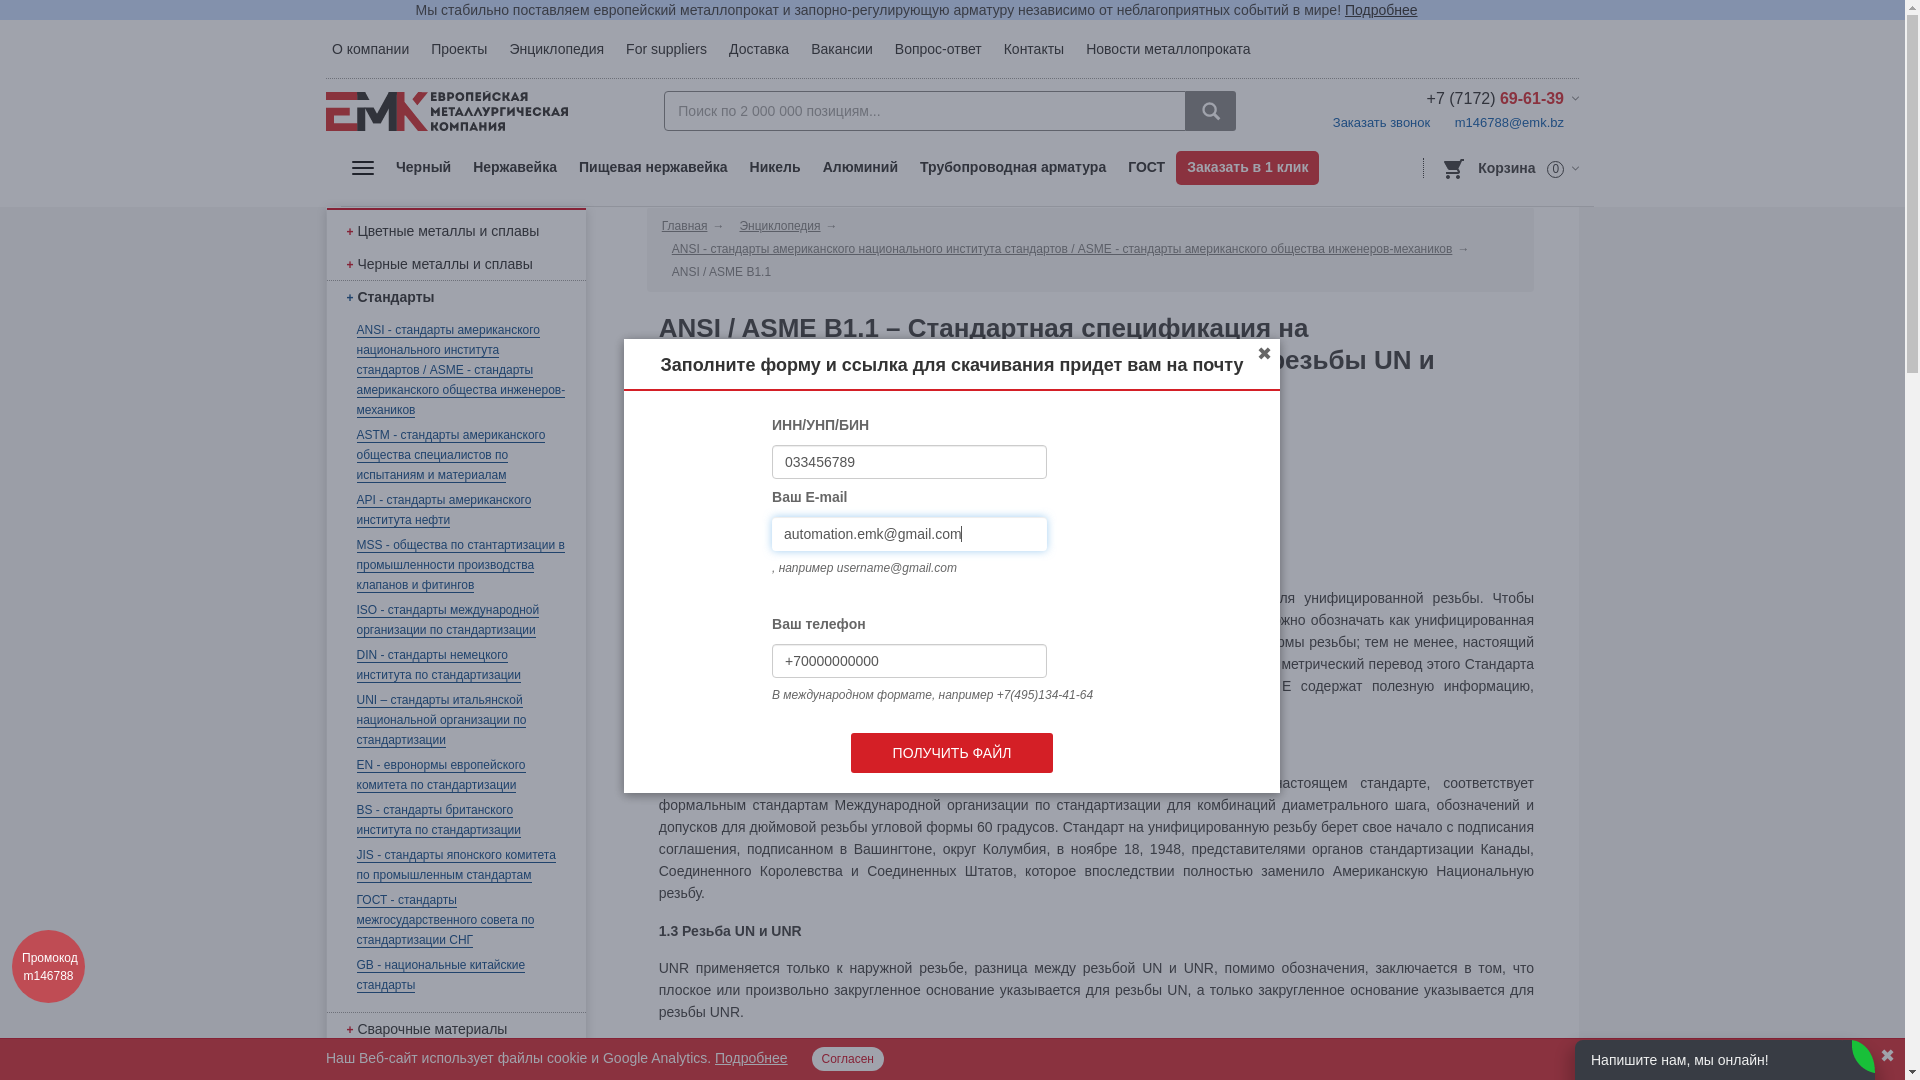 Мы стабильно поставляем европейский металлопрокат и запорно-регулирующую арматуру независимо от неблагоприятных событий в мире! Подробнее
О компании Проекты Энциклопедия For suppliers Доставка Вакансии Вопрос-ответ Контакты Новости металлопроката
ЕМК ЕВРОПЕЙСКАЯ
МЕТАЛЛУРГИЧЕСКАЯ
КОМПАНИЯ
Поиск по 2 000 000 позициям...
+7 (7172) 69-61-39
Заказать звонок m146788@emk.bz
Черный Нержавейка Пищевая нержавейка Никель Алюминий Трубопроводная арматура ГОСТ Заказать в 1 клик
Корзина 0
+ Цветные металлы и сплавы
+ Черные металлы и сплавы
+ Стандарты
ANSI - стандарты американского
национального института
стандартов / ASME - стандарты
американского общества инженеров-
механиков
ASTM - стандарты американского
общества специалистов по
испытаниям и материалам
API - стандарты американского
института нефти
MSS - общества по стантартизации в
промышленности производства
клапанов и фитингов
ISO - стандарты международной
организации по стандартизации
DIN - стандарты немецкого
института по стандартизации
UNI – стандарты итальянской
национальной организации по
стандартизации
EN - евронормы европейского
комитета по стандартизации
BS - стандарты британского
института по стандартизации
JIS - стандарты японского комитета
по промышленным стандартам
ГОСТ - стандарты
межгосударственного совета по
стандартизации СНГ
GB - национальные китайские
стандарты
+ Сварочные материалы
Главная → Энциклопедия →
ANSI - стандарты американского национального института стандартов / ASME - стандарты американского общества инженеров-механиков →
ANSI / ASME B1.1
ANSI / ASME B1.1 – Стандартная спецификация на
резьбы UN и
Заполните форму и ссылка для скачивания придет вам на почту
✖
ИНН/УНП/БИН
033456789
Ваш E-mail
automation.emk@gmail.com
, например username@gmail.com
Ваш телефон
+70000000000
В международном формате, например +7(495)134-41-64
ПОЛУЧИТЬ ФАЙЛ
унифицированной резьбы. Чтобы
обозначать как унифицированная
резьбы; тем не менее, настоящий
метрический перевод этого Стандарта
E содержат полезную информацию,
настоящем стандарте, соответствует
формальным стандартам Международной организации по стандартизации для комбинаций диаметрального шага, обозначений и
допусков для дюймовой резьбы угловой формы 60 градусов. Стандарт на унифицированную резьбу берет свое начало с подписания
соглашения, подписанном в Вашингтоне, округ Колумбия, в ноябре 18, 1948, представителями органов стандартизации Канады,
Соединенного Королевства и Соединенных Штатов, которое впоследствии полностью заменило Американскую Национальную
резьбу.
1.3 Резьба UN и UNR
UNR применяется только к наружной резьбе, разница между резьбой UN и UNR, помимо обозначения, заключается в том, что
плоское или произвольно закругленное основание указывается для резьбы UN, а только закругленное основание указывается для
резьбы UNR.
Промокод
m146788
Наш Веб-сайт использует файлы cookie и Google Analytics. Подробнее Согласен
Напишите нам, мы онлайн!
✖